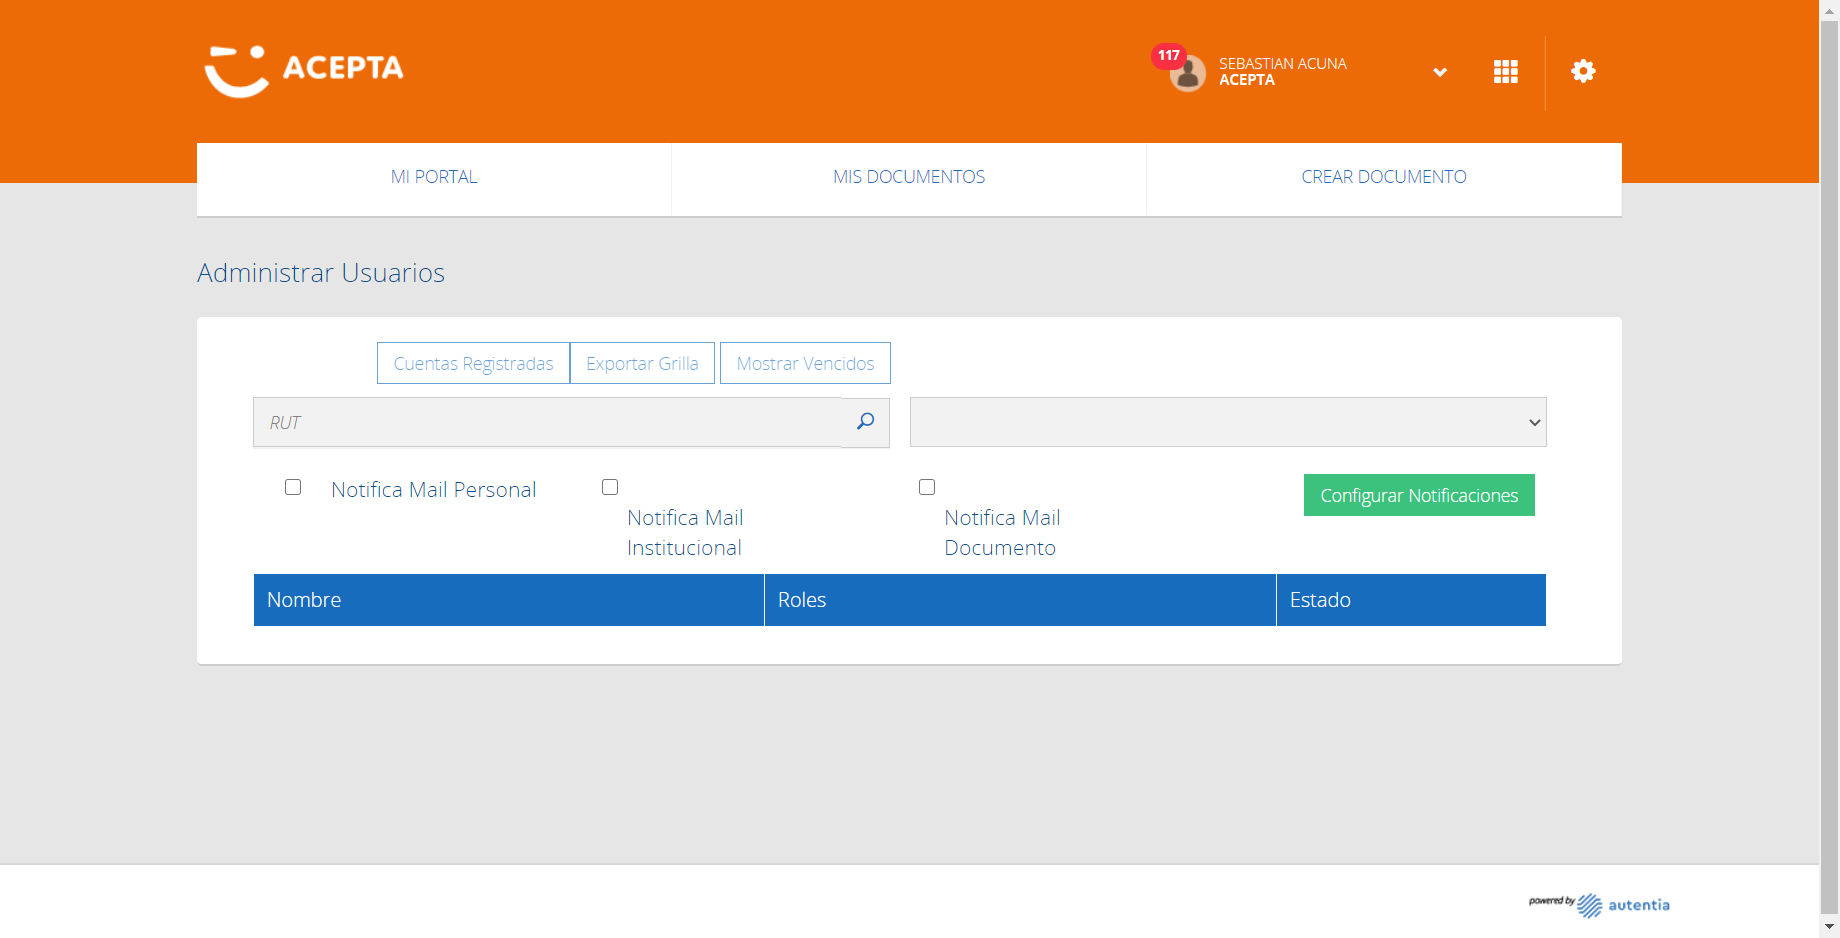 ACEPTA
117
SEBASTIAN ACUNA
ACEPTA
MI PORTAL
MIS DOCUMENTOS
CREAR DOCUMENTO
Administrar Usuarios
Cuentas Registradas
Exportar Grilla
Mostrar Vencidos
RUT
Notifica Mail Personal
Notifica Mail
Institucional
Notifica Mail
Documento
Configurar Notificaciones
Nombre
Roles
Estado
powered by
autentia